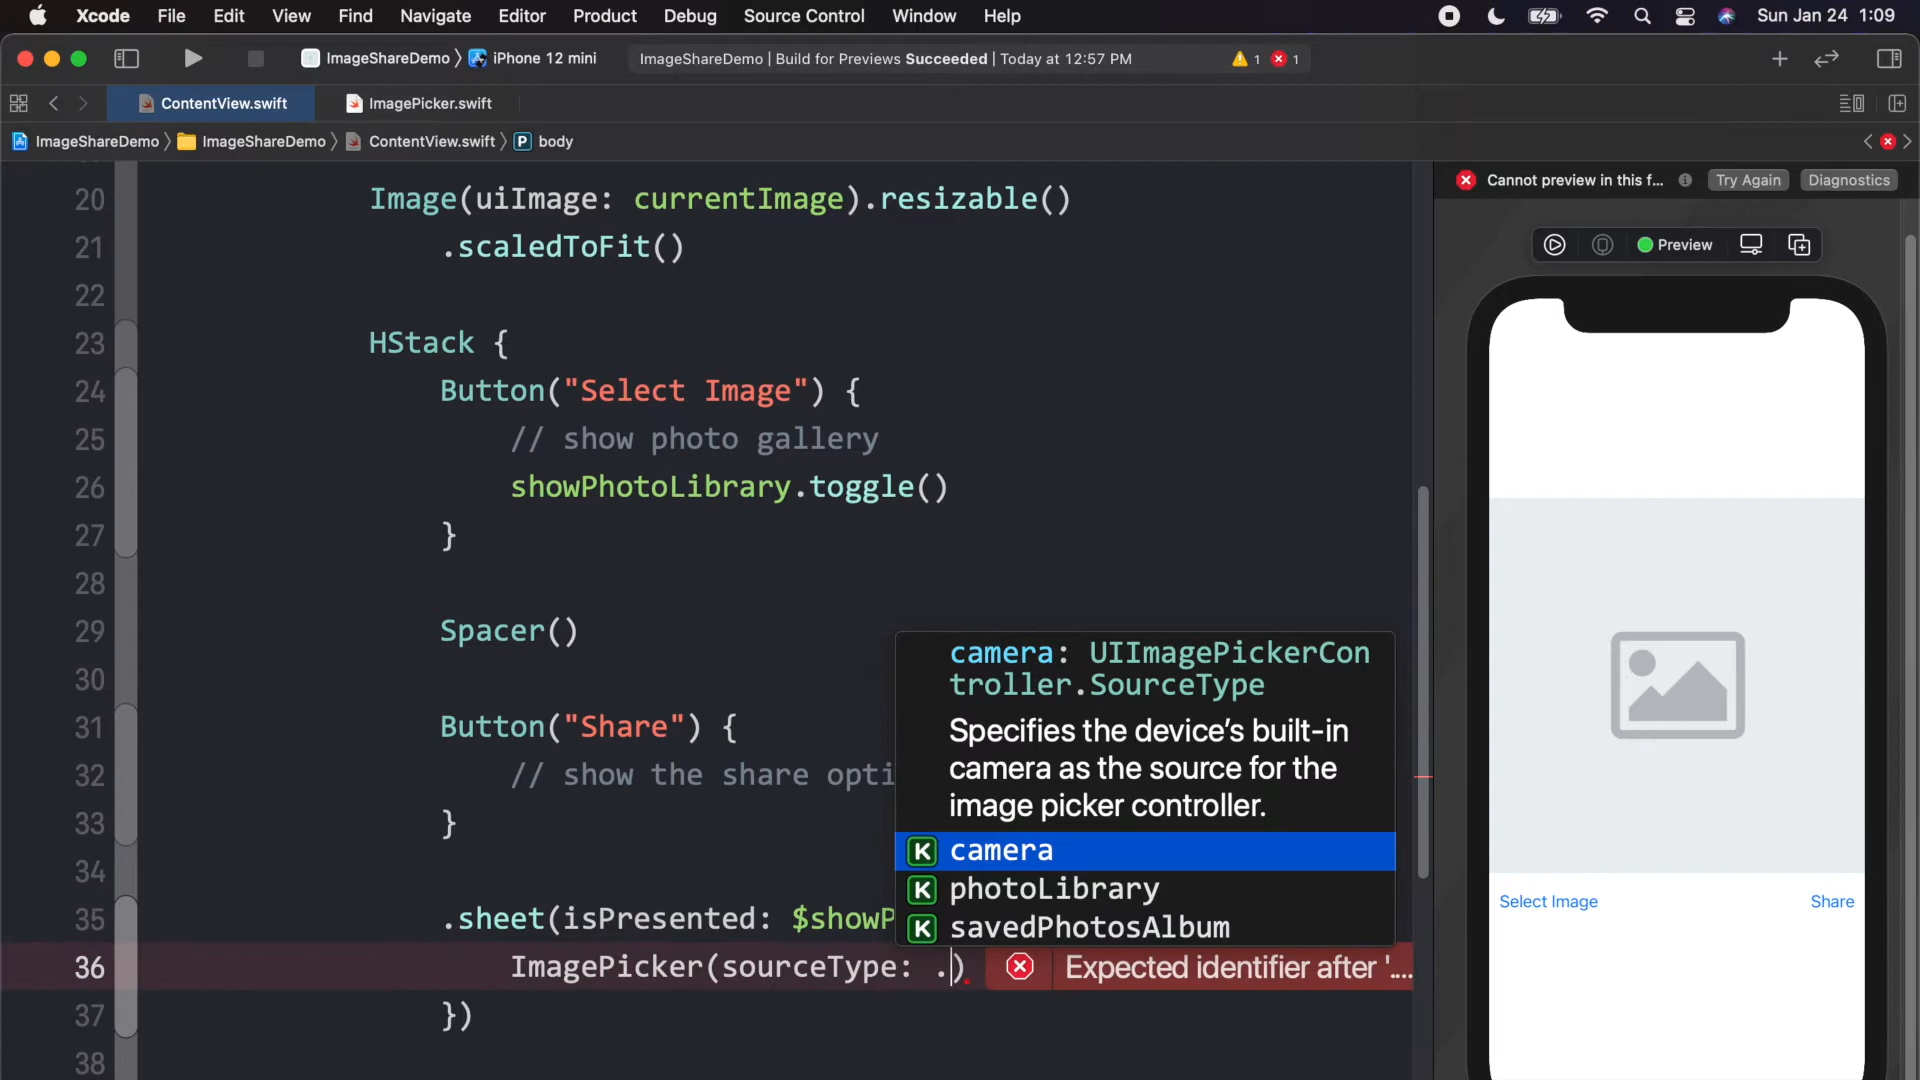 Xcode File Edit View Find Navigate Editor Product Debug Source Control Window Help Sun Jan 24 1:09
ImageShareDemo 〉 iPhone 12 mini ImageShareDemo | Build for Previews Succeeded | Today at 12:57 PM 1 1
ContentView.swift ImagePicker.swift
ImageShareDemo 〉 ImageShareDemo 〉 ContentView.swift 〉 P body
Cannot preview in this f... Try Again Diagnostics
Preview
20 Image(uiImage: currentImage).resizable()
21 .scaledToFit()
22
23 HStack {
24 Button("Select Image") {
25 // show photo gallery
26 showPhotoLibrary.toggle()
27 }
28
29 Spacer()
30
31 Button("Share") {
32 // show the share opti
33 }
34
35 .sheet(isPresented: $showP
36 ImagePicker(sourceType: .) Expected identifier after '....
37 })
38
camera: UIImagePickerCon
troller.SourceType
Specifies the device's built-in
camera as the source for the
image picker controller.
K camera
K photoLibrary
K savedPhotosAlbum
Select Image Share